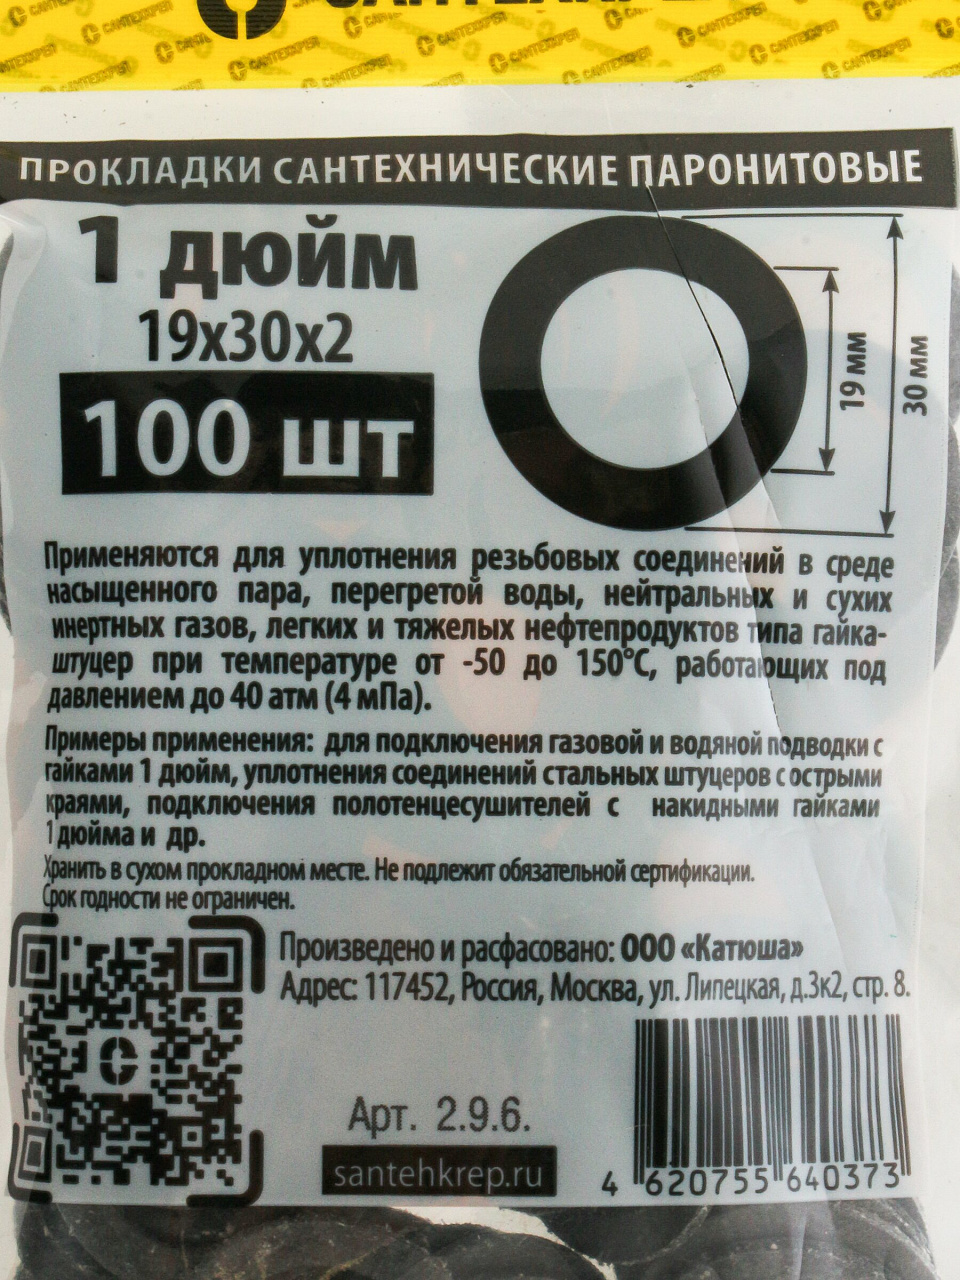 ПРОКЛАДКИ САНТЕХНИЧЕСКИЕ ПАРОНИТОВЫЕ
1 дюйм
19х30х2
100 шт
19 мм
30 мм
Применяются для уплотнения резьбовых соединений в среде
насыщенного пара, перегретой воды, нейтральных и сухих
инертных газов, легких и тяжелых нефтепродуктов типа гайка-
штуцер при температуре от -50 до 150°С, работающих под
давлением до 40 атм (4 мПа).
Примеры применения: для подключения газовой и водяной подводки с
гайками 1 дюйм, уплотнения соединений стальных штуцеров с острыми
краями, подключения полотенцесушителей с накидными гайками
1 дюйма и др.
Хранить в сухом прокладном месте. Не подлежит обязательной сертификации.
Срок годности не ограничен.
Произведено и расфасовано: ООО «Катюша»
Адрес: 117452, Россия, Москва, ул. Липецкая, д.3к2, стр. 8.
Арт. 2.9.6.
santehkrep.ru
4 620755 640373